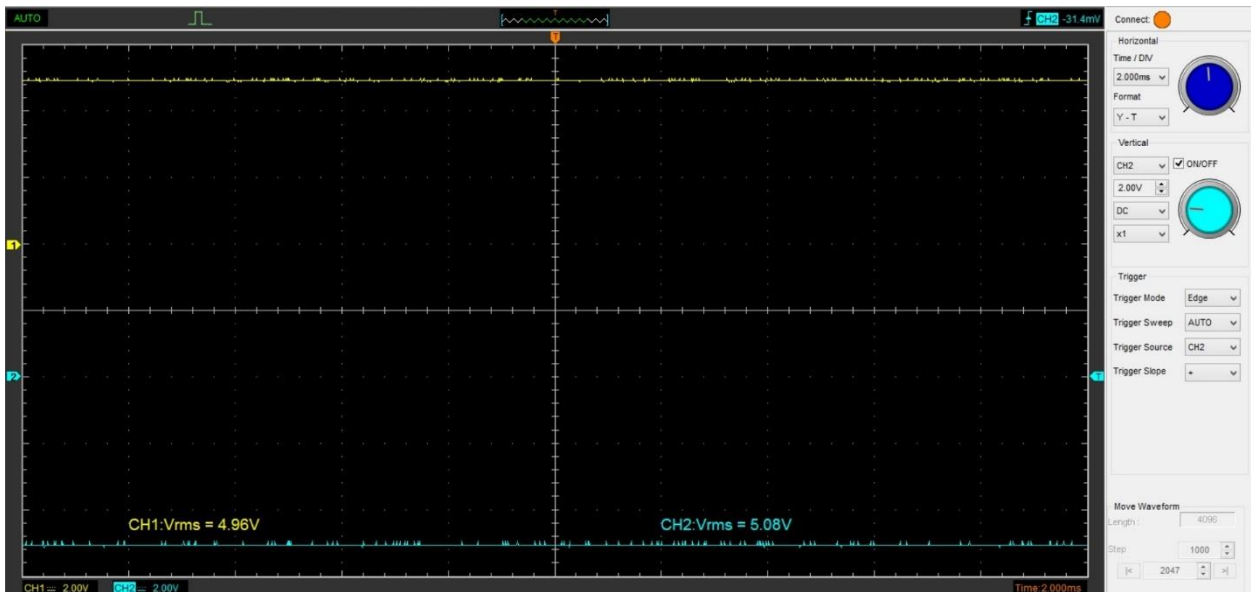 AUTO
T
CH2 -31.4mV
T
1
2
T
CH1:Vrms = 4.96V
CH2:Vrms = 5.08V
CH1 2.00V
CH2 2.00V
Time:2.000ms
Connect:
Horizontal
Time / DIV
2.000ms
Format
Y - T
Vertical
CH2
ON/OFF
2.00V
DC
x1
Trigger
Trigger Mode Edge
Trigger Sweep AUTO
Trigger Source CH2
Trigger Slope +
Move Waveform
Length : 4096
Step 1000
|< 2047 >|